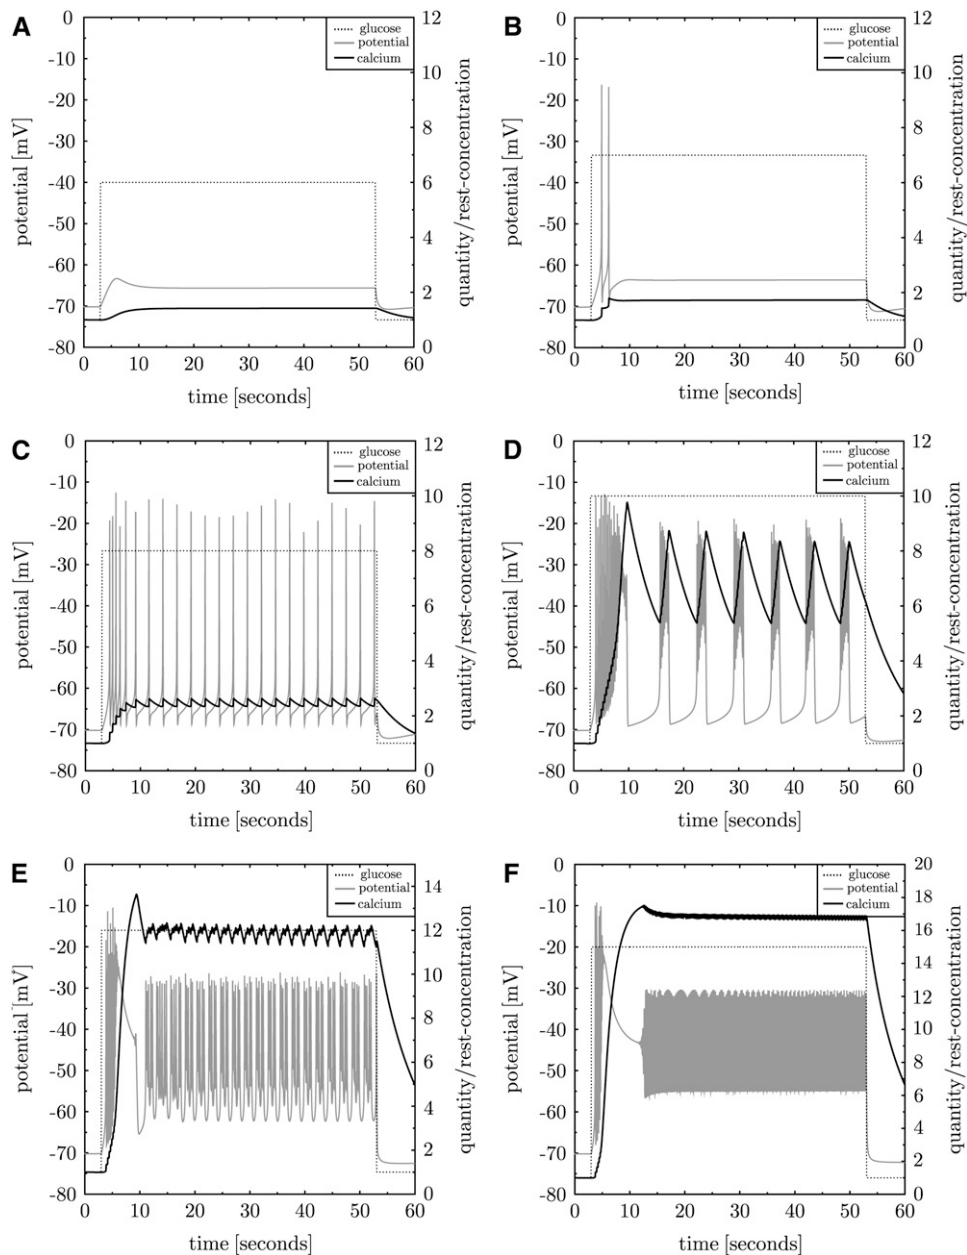 A
glucose
potential
calcium
0
-10
-20
-30
-40
-50
-60
-70
-80
12
10
8
6
4
2
0
0 10 20 30 40 50 60
potential [mV]
quantity/rest-concentration
time [seconds]
B
glucose
potential
calcium
0
-10
-20
-30
-40
-50
-60
-70
-80
12
10
8
6
4
2
0
0 10 20 30 40 50 60
potential [mV]
quantity/rest-concentration
time [seconds]
C
glucose
potential
calcium
0
-10
-20
-30
-40
-50
-60
-70
-80
12
10
8
6
4
2
0
0 10 20 30 40 50 60
potential [mV]
quantity/rest-concentration
time [seconds]
D
glucose
potential
calcium
0
-10
-20
-30
-40
-50
-60
-70
-80
12
10
8
6
4
2
0
0 10 20 30 40 50 60
potential [mV]
quantity/rest-concentration
time [seconds]
E
glucose
potential
calcium
0
-10
-20
-30
-40
-50
-60
-70
-80
14
12
10
8
6
4
2
0
0 10 20 30 40 50 60
potential [mV]
quantity/rest-concentration
time [seconds]
F
glucose
potential
calcium
0
-10
-20
-30
-40
-50
-60
-70
-80
20
18
16
14
12
10
8
6
4
2
0
0 10 20 30 40 50 60
potential [mV]
quantity/rest-concentration
time [seconds]